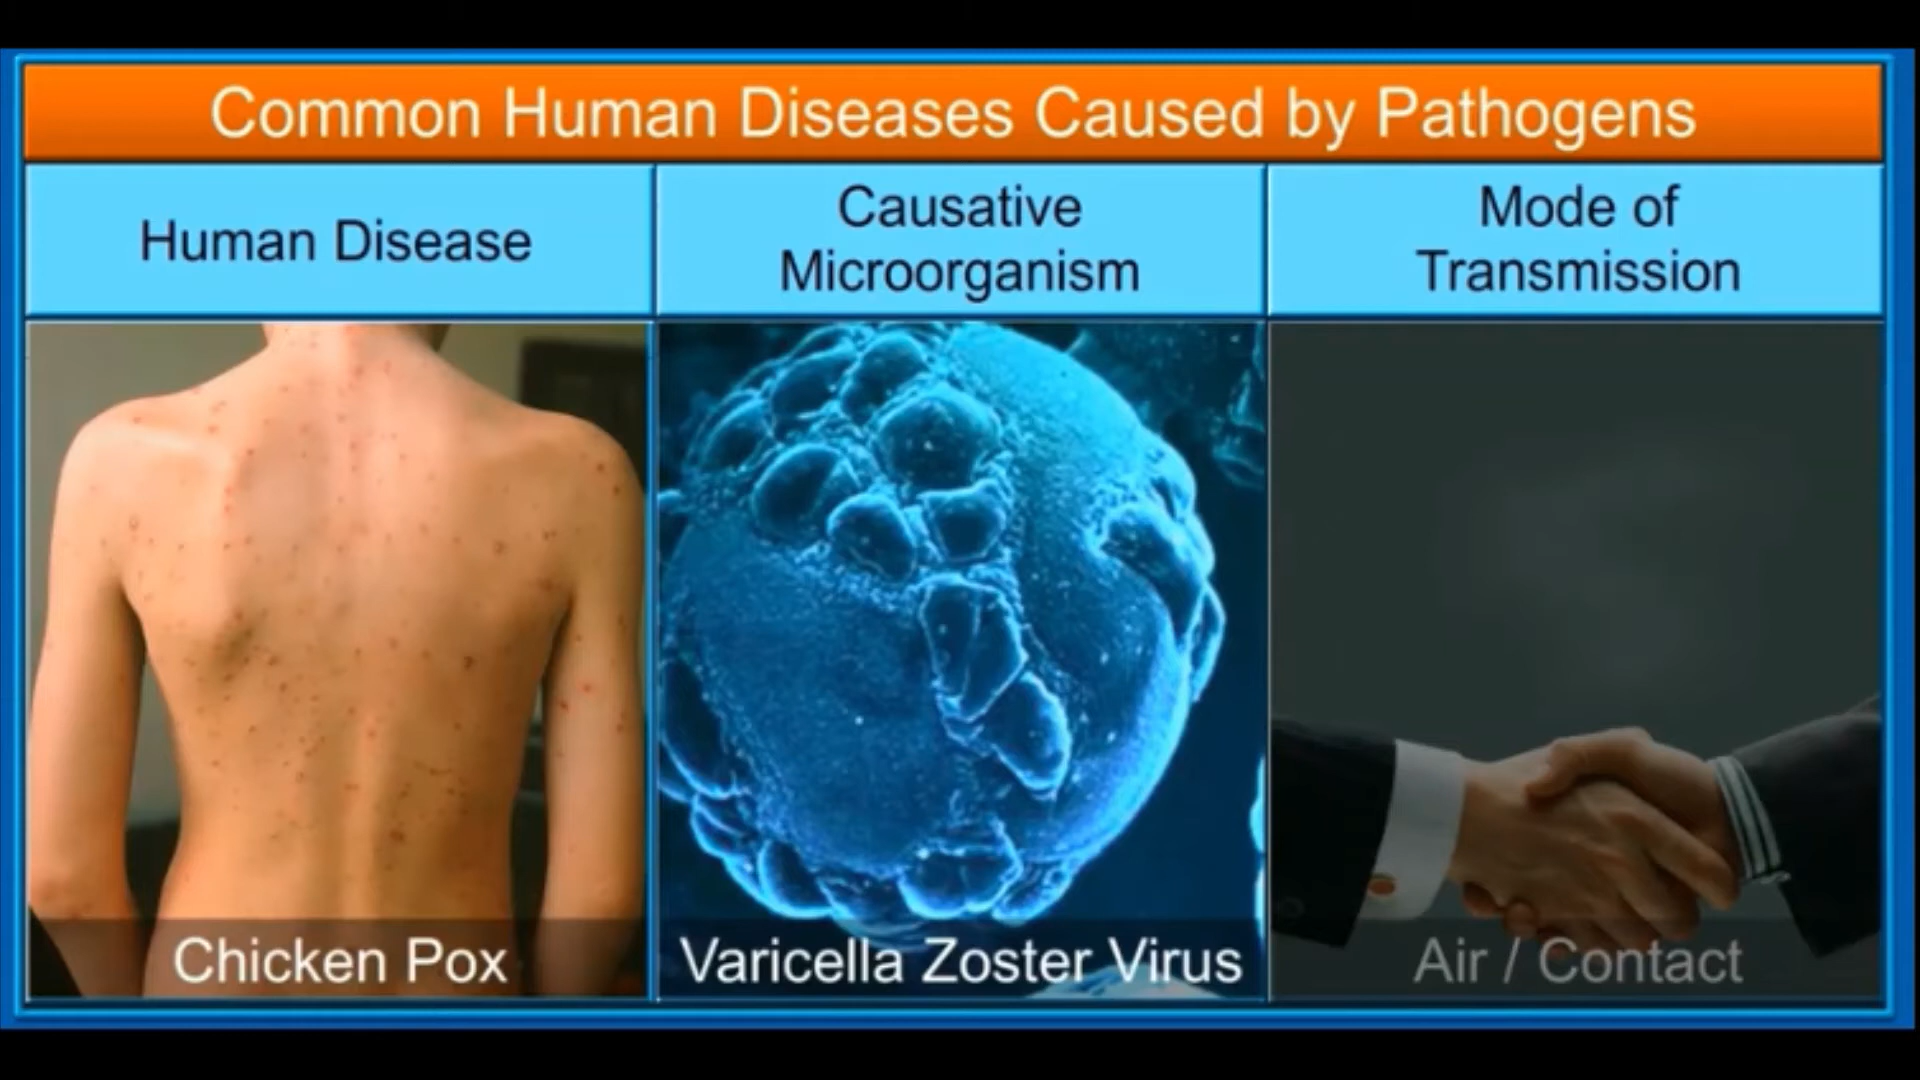 Common Human Diseases Caused by Pathogens
Human Disease
Causative
Microorganism
Mode of
Transmission
Chicken Pox
Varicella Zoster Virus
Air / Contact